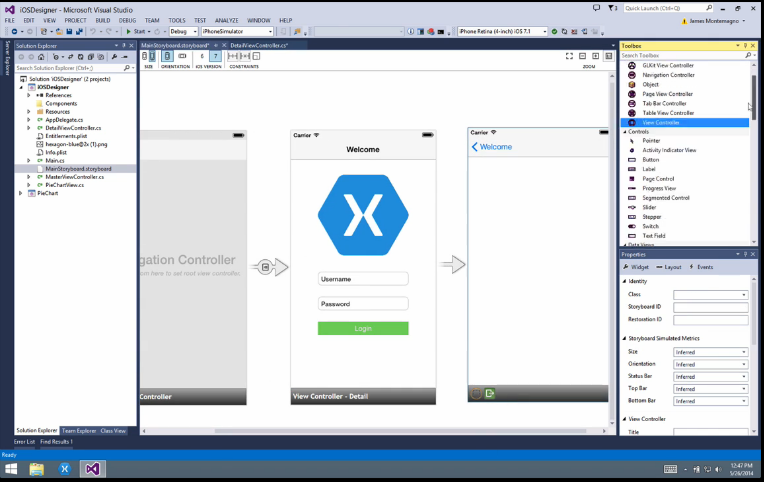 iOSDesigner - Microsoft Visual Studio
Quick Launch (Ctrl+Q)
FILE EDIT VIEW PROJECT BUILD DEBUG TEAM TOOLS TEST ANALYZE WINDOW HELP
James Montemagno
Start Debug iPhoneSimulator iPhone Retina (4-inch) iOS 7.1
Server Explorer
Solution Explorer
Search Solution Explorer (Ctrl+;)
Solution 'iOSDesigner' (2 projects)
iOSDesigner
References
Components
Resources
AppDelegate.cs
DetailViewController.cs
Entitlements.plist
hexagon-blue@2x (1).png
Info.plist
Main.cs
MainStoryboard.storyboard
MasterViewController.cs
PieChartView.cs
PieChart
Solution Explorer Team Explorer Class View
Error List Find Results 1
Ready
MainStoryboard.storyboard* DetailViewController.cs*
6 7
SIZE ORIENTATION iOS VERSION CONSTRAINTS ZOOM
gation Controller
m here to set root view controller
Controller
Carrier
Welcome
X
Username
Password
Login
View Controller - Detail
Carrier
Welcome
Toolbox
Search Toolbox
GLKit View Controller
Navigation Controller
Object
Page View Controller
Tab Bar Controller
Table View Controller
View Controller
Controls
Pointer
Activity Indicator View
Button
Label
Page Control
Progress View
Segmented Control
Slider
Stepper
Switch
Text Field
Data Views
Properties
Widget Layout Events
Identity
Class
Storyboard ID
Restoration ID
Storyboard Simulated Metrics
Size Inferred
Orientation Inferred
Status Bar Inferred
Top Bar Inferred
Bottom Bar Inferred
View Controller
Title
12:47 PM
5/26/2014